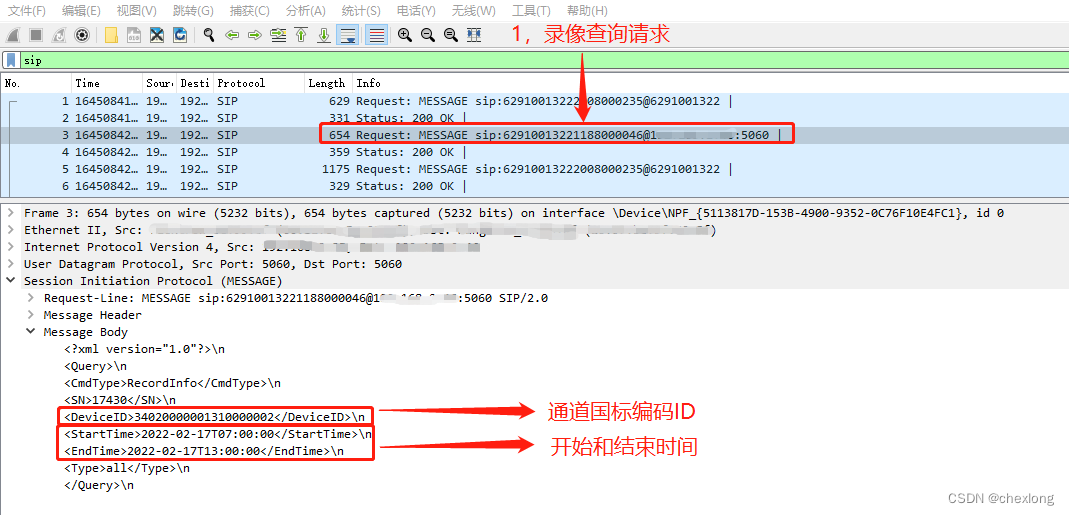 文件(F) 编辑(E) 视图(V) 跳转(G) 捕获(C) 分析(A) 统计(S) 电话(Y) 无线(W) 工具(T) 帮助(H)
1，录像查询请求
sip
No. Time Sour Desti Protocol Length Info
1 16450841… 19… 192… SIP 629 Request: MESSAGE sip:62910013222008000235@6291001322 |
2 16450841… 19… 192… SIP 331 Status: 200 OK |
3 16450842… 19… 192… SIP 654 Request: MESSAGE sip:62910013221188000046@1 :5060 |
4 16450842… 19… 192… SIP 359 Status: 200 OK |
5 16450842… 19… 192… SIP 1175 Request: MESSAGE sip:62910013222008000235@6291001322 |
6 16450842… 19… 192… SIP 329 Status: 200 OK |
Frame 3: 654 bytes on wire (5232 bits), 654 bytes captured (5232 bits) on interface \Device\NPF_{5113817D-153B-4900-9352-0C76F10E4FC1}, id 0
Ethernet II, Src:
Internet Protocol Version 4, Src:
User Datagram Protocol, Src Port: 5060, Dst Port: 5060
Session Initiation Protocol (MESSAGE)
Request-Line: MESSAGE sip:62910013221188000046@1 :5060 SIP/2.0
Message Header
Message Body
<?xml version="1.0"?>\n
<Query>\n
<CmdType>RecordInfo</CmdType>\n
<SN>17430</SN>\n
<DeviceID>34020000001310000002</DeviceID>\n
通道国标编码ID
<StartTime>2022-02-17T07:00:00</StartTime>\n
<EndTime>2022-02-17T13:00:00</EndTime>\n
开始和结束时间
<Type>all</Type>\n
</Query>\n
CSDN @chexlong